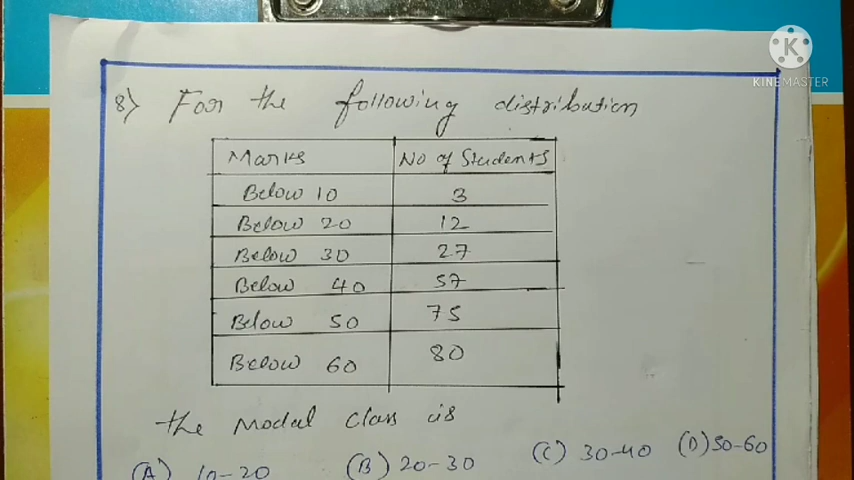 K
KINEMASTER
8) For the following distribution
Marks No of Students
Below 10 3
Below 20 12
Below 30 27
Below 40 57
Below 50 75
Below 60 80
the Modal class is
(A) 10-20 (B) 20-30 (C) 30-40 (D) 50-60